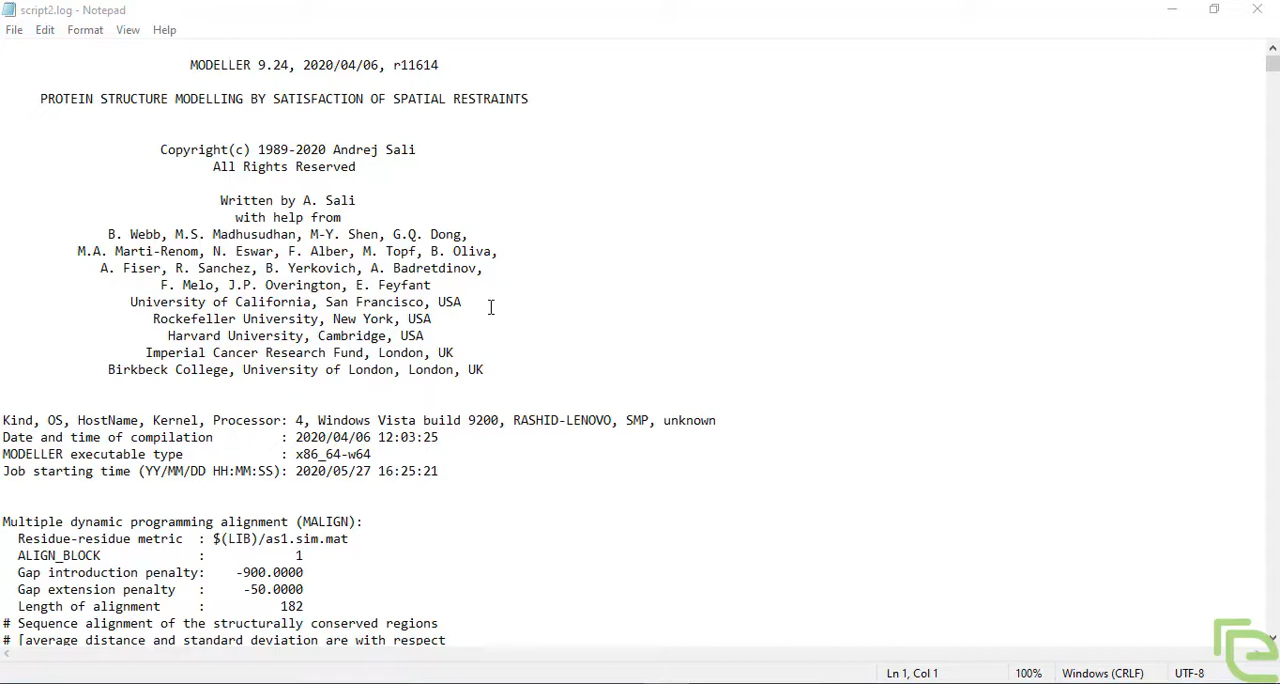 script2.log - Notepad
File Edit Format View Help
MODELLER 9.24, 2020/04/06, r11614
PROTEIN STRUCTURE MODELLING BY SATISFACTION OF SPATIAL RESTRAINTS
Copyright(c) 1989-2020 Andrej Sali
All Rights Reserved
Written by A. Sali
with help from
B. Webb, M.S. Madhusudhan, M-Y. Shen, G.Q. Dong,
M.A. Marti-Renom, N. Eswar, F. Alber, M. Topf, B. Oliva,
A. Fiser, R. Sanchez, B. Yerkovich, A. Badretdinov,
F. Melo, J.P. Overington, E. Feyfant
University of California, San Francisco, USA
Rockefeller University, New York, USA
Harvard University, Cambridge, USA
Imperial Cancer Research Fund, London, UK
Birkbeck College, University of London, London, UK
Kind, OS, HostName, Kernel, Processor: 4, Windows Vista build 9200, RASHID-LENOVO, SMP, unknown
Date and time of compilation : 2020/04/06 12:03:25
MODELLER executable type : x86_64-w64
Job starting time (YY/MM/DD HH:MM:SS): 2020/05/27 16:25:21
Multiple dynamic programming alignment (MALIGN):
Residue-residue metric : $(LIB)/as1.sim.mat
ALIGN_BLOCK : 1
Gap introduction penalty: -900.0000
Gap extension penalty : -50.0000
Length of alignment : 182
# Sequence alignment of the structurally conserved regions
# [average distance and standard deviation are with respect
Ln 1, Col 1 100% Windows (CRLF) UTF-8